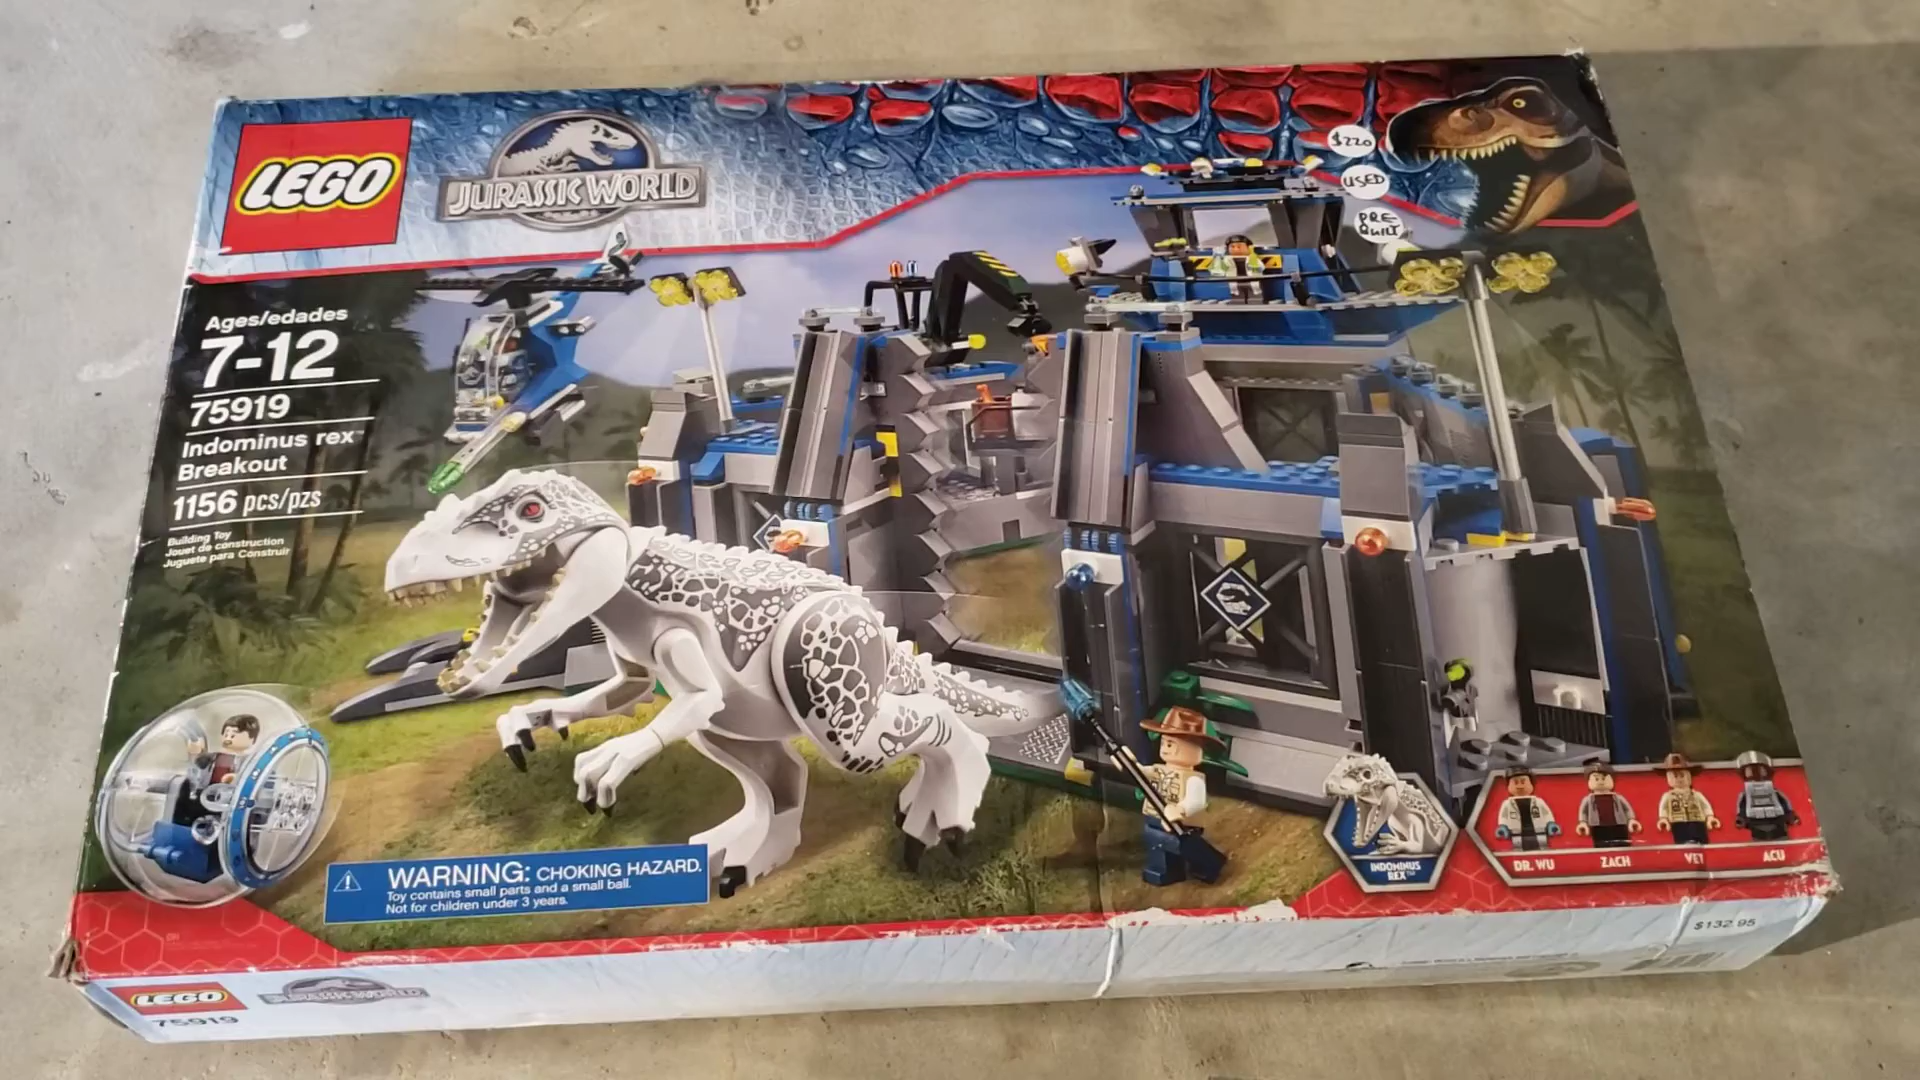 LEGO
JURASSIC WORLD
$220
USED
PRE-
BUILT
Ages/edades
7-12
75919
Indominus rex™
Breakout
1156 pcs/pzs
Building Toy
Jouet de construction
Juguete para Construir
WARNING: CHOKING HAZARD.
Toy contains small parts and a small ball.
Not for children under 3 years.
INDOMINUS
REX™
DR. WU
ZACH
VET
ACU
$132.95
LEGO
JURASSIC WORLD
75919